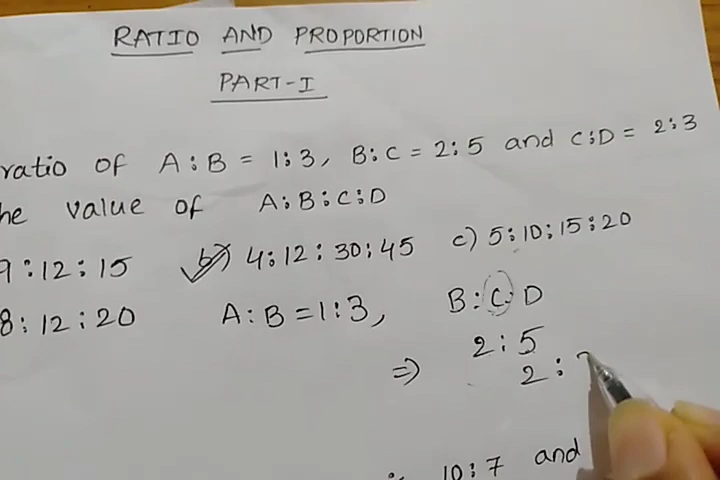 RATIO AND PROPORTION
PART-I
ratio of A:B = 1:3, B:C = 2:5 and C:D = 2:3
he value of A:B:C:D
9:12:15 b) 4:12:30:45 c) 5:10:15:20
8:12:20 A:B=1:3, B:C:D
2:5
=> 2:
10:7 and